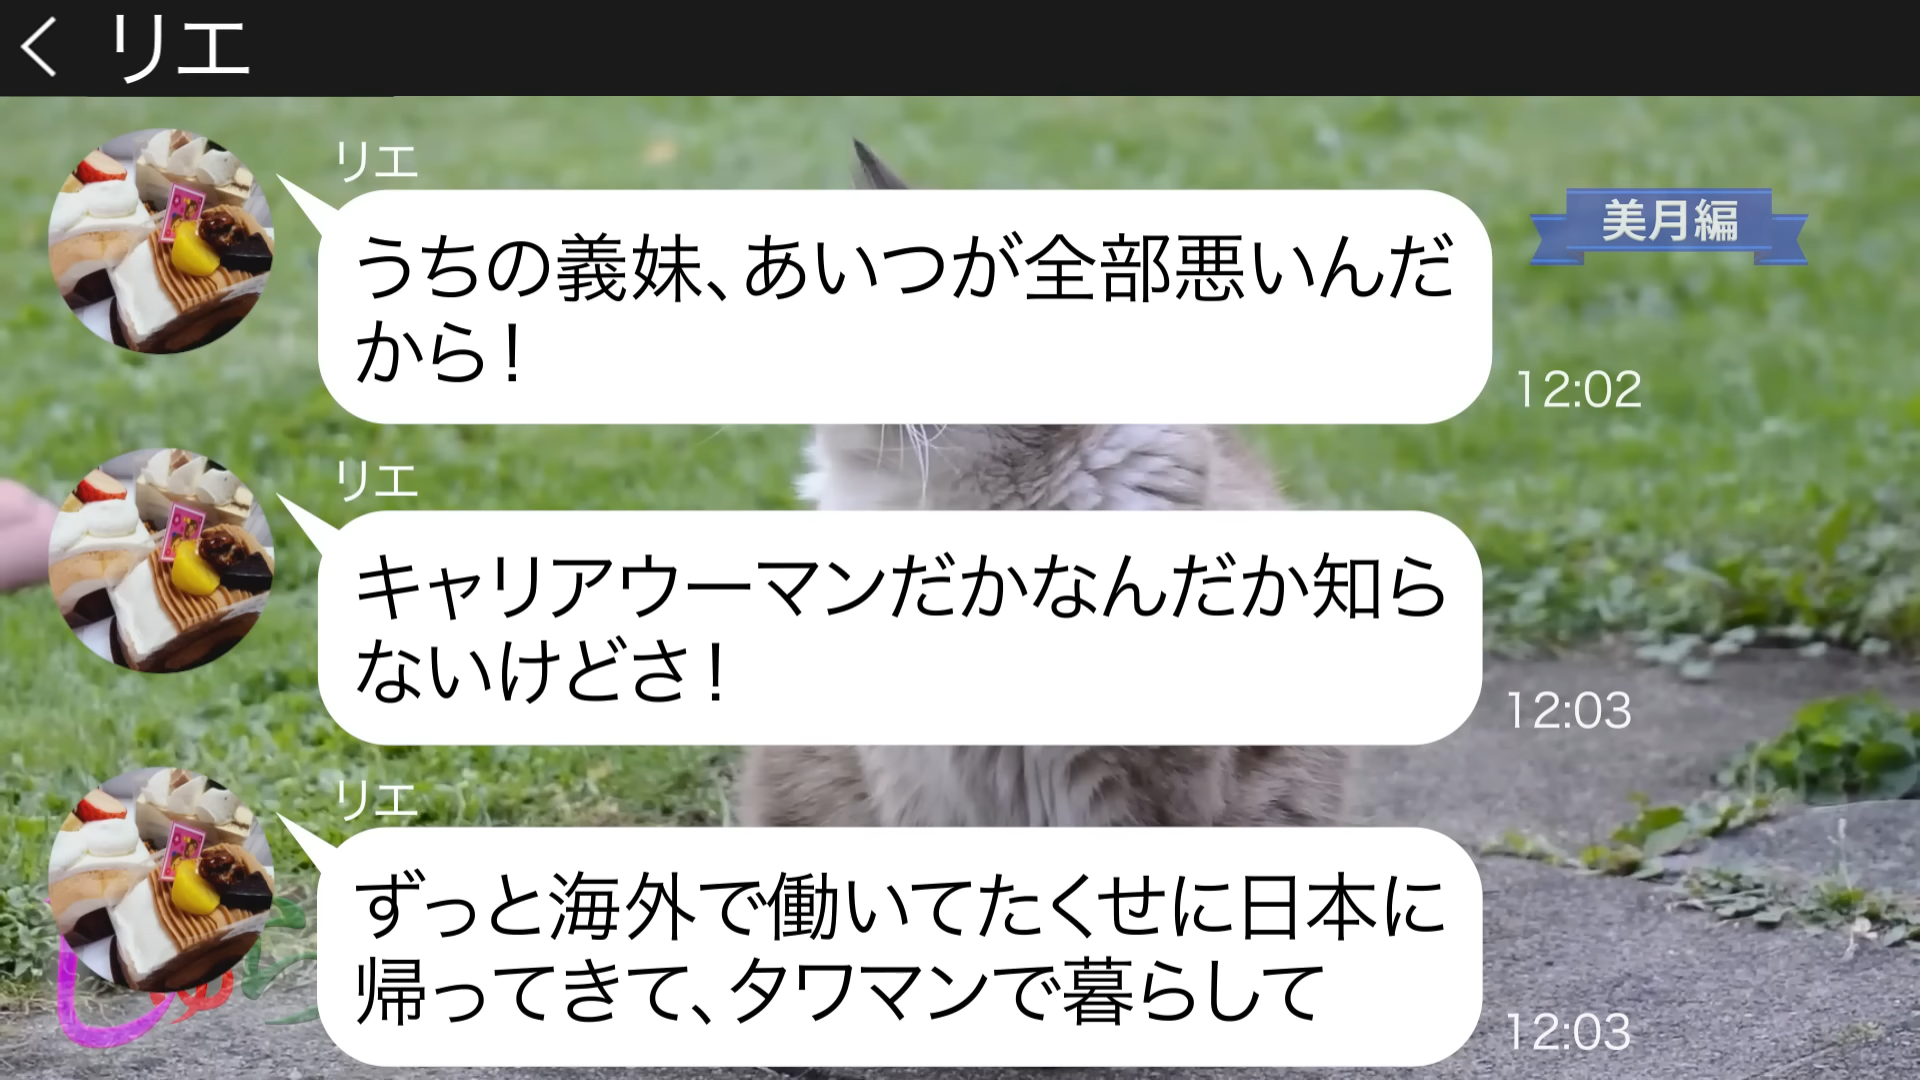 リエ
リエ
美月編
うちの義妹、あいつが全部悪いんだ
から！
12:02
リエ
キャリアウーマンだかなんだか知ら
ないけどさ！
12:03
リエ
ずっと海外で働いてたくせに日本に
帰ってきて、タワマンで暮らして
12:03